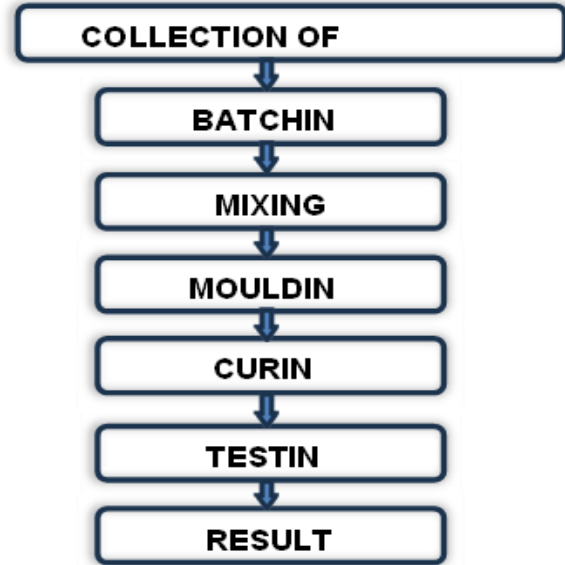 COLLECTION OF
BATCHIN
MIXING
MOULDIN
CURIN
TESTIN
RESULT